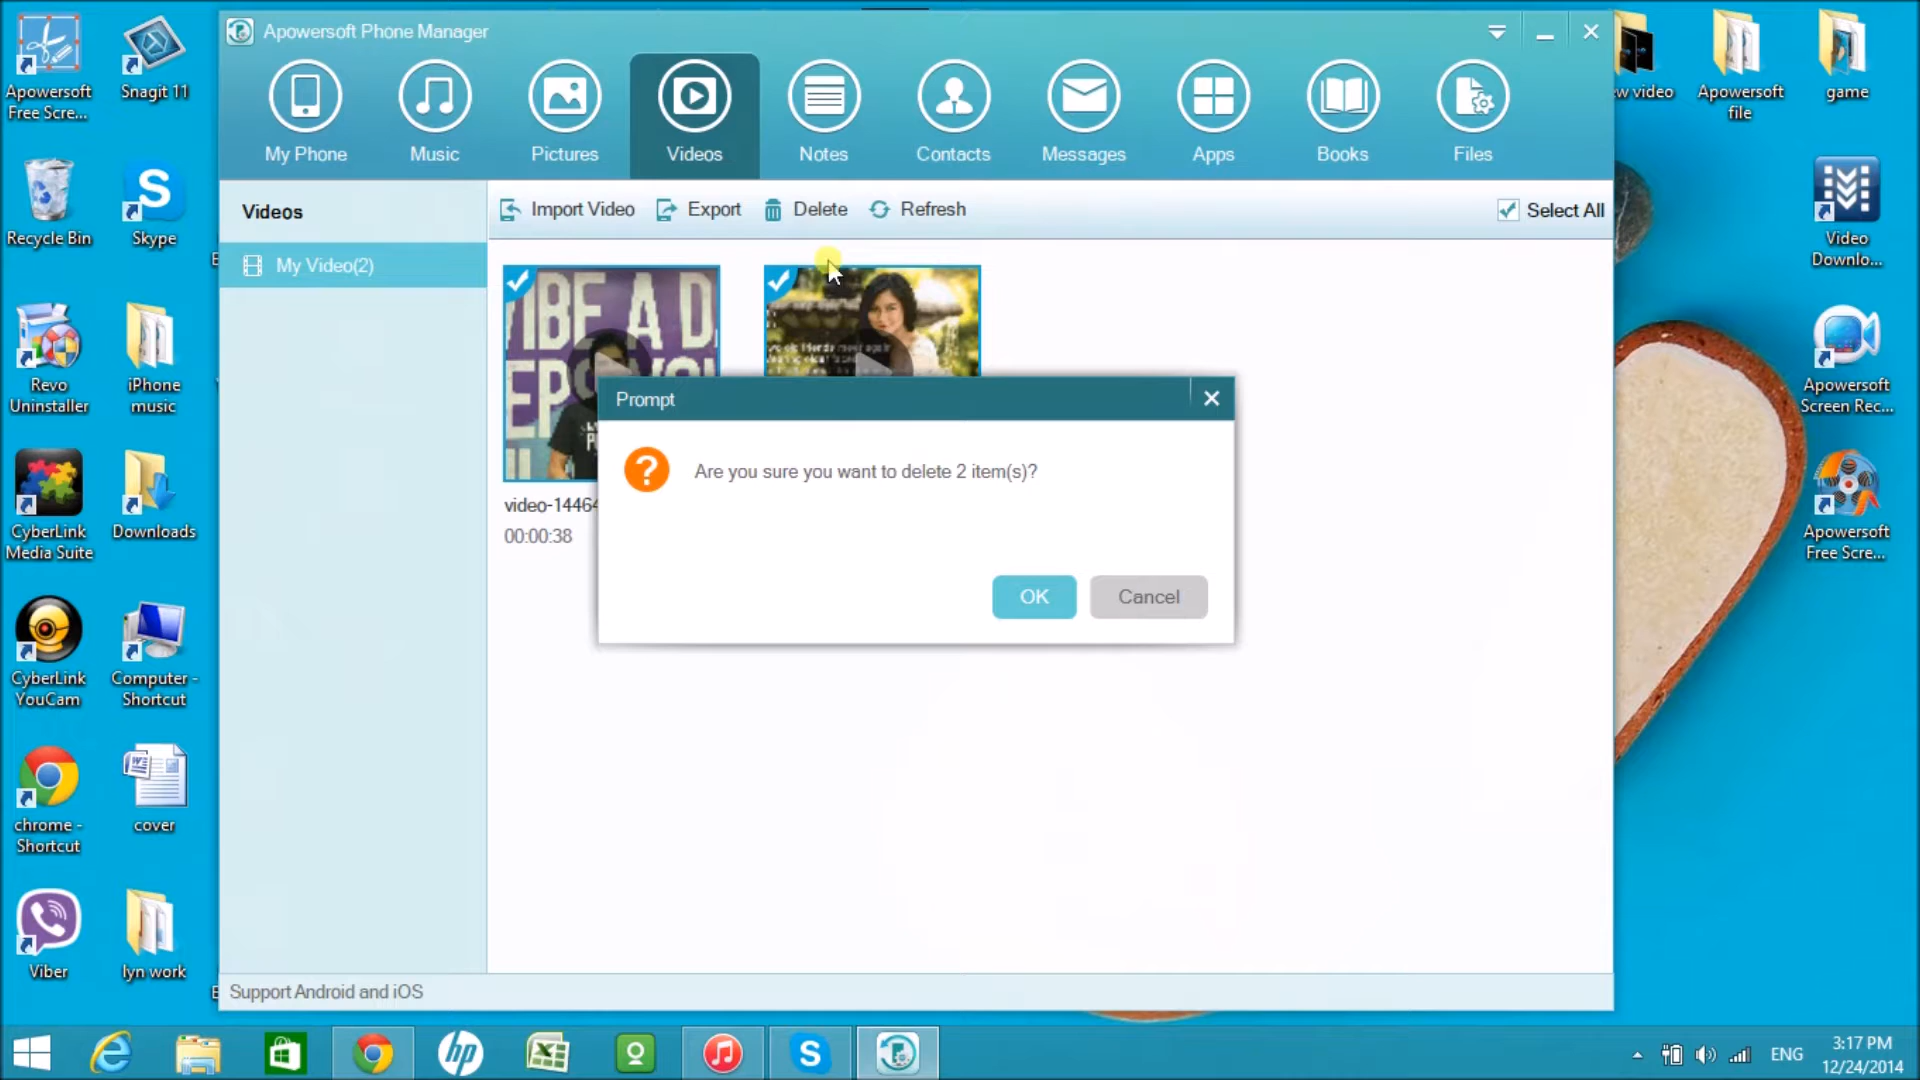 Apowersoft Phone Manager
My Phone
Music
Pictures
Videos
Notes
Contacts
Messages
Apps
Books
Files
Videos
Import Video
Export
Delete
Refresh
Select All
My Video(2)
VIBE A D
EP
video-14464
00:00:38
Prompt
Are you sure you want to delete 2 item(s)?
OK
Cancel
Support Android and iOS
Apowersoft
Free Scre...
Snagit 11
Recycle Bin
Skype
Revo
Uninstaller
iPhone
music
CyberLink
Media Suite
Downloads
CyberLink
YouCam
Computer -
Shortcut
chrome -
Shortcut
cover
Viber
lyn work
ew video
Apowersoft
file
game
Video
Downlo...
Apowersoft
Screen Rec...
Apowersoft
Free Scre...
ENG
3:17 PM
12/24/2014